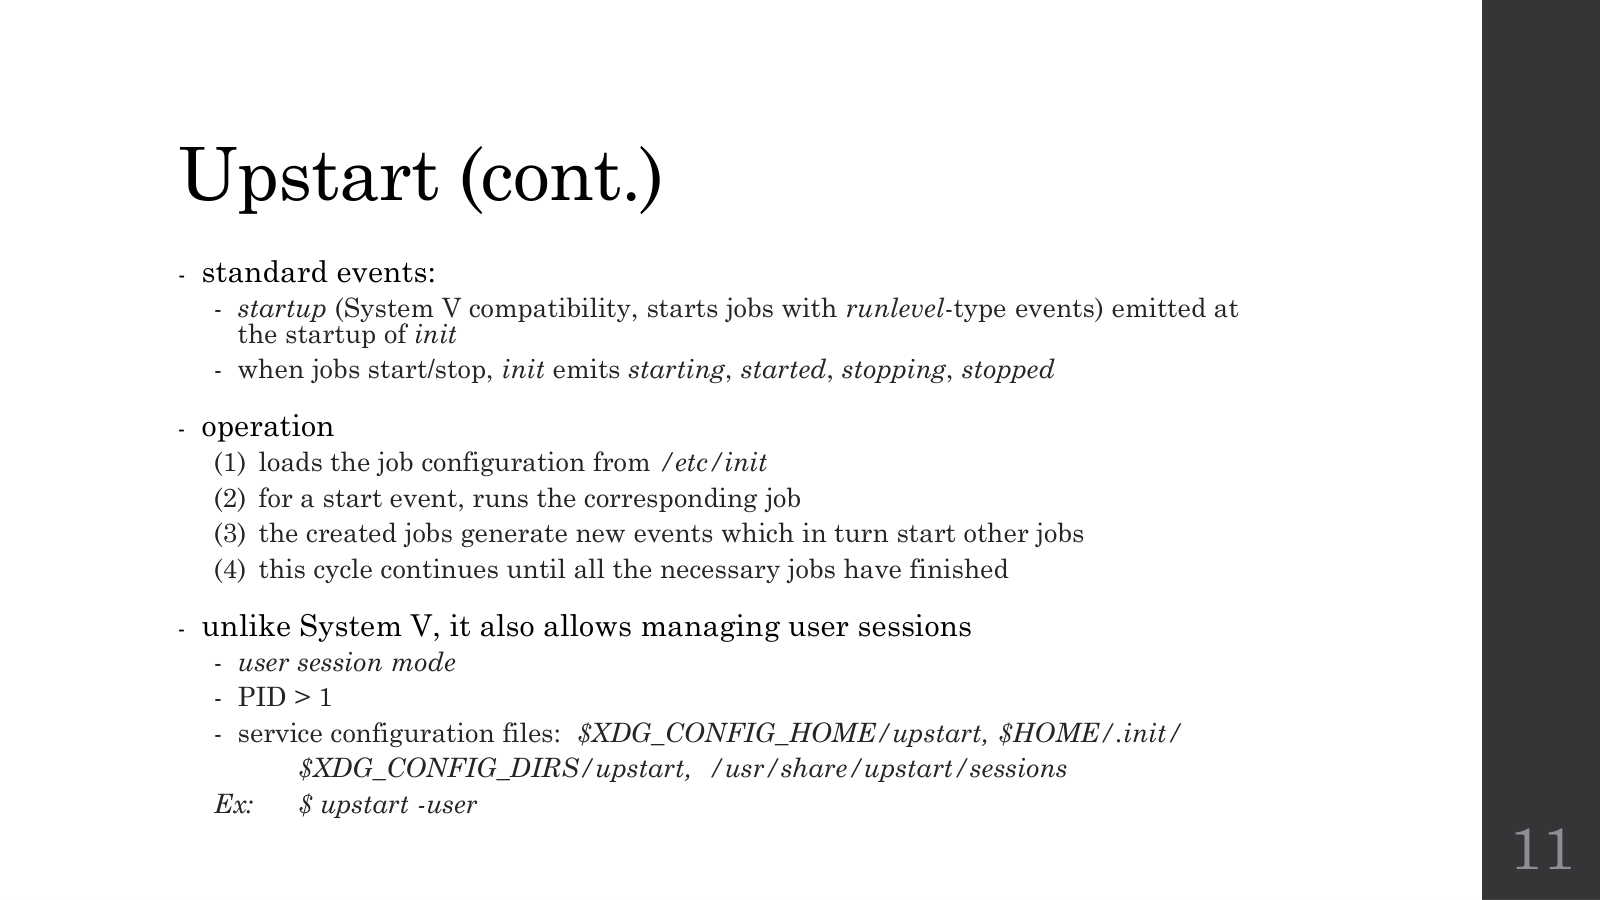 Upstart (cont.)
- standard events:
- startup (System V compatibility, starts jobs with runlevel-type events) emitted at
the startup of init
- when jobs start/stop, init emits starting, started, stopping, stopped
- operation
(1) loads the job configuration from /etc/init
(2) for a start event, runs the corresponding job
(3) the created jobs generate new events which in turn start other jobs
(4) this cycle continues until all the necessary jobs have finished
- unlike System V, it also allows managing user sessions
- user session mode
- PID > 1
- service configuration files: $XDG_CONFIG_HOME/upstart, $HOME/.init/
$XDG_CONFIG_DIRS/upstart, /usr/share/upstart/sessions
Ex: $ upstart -user
11